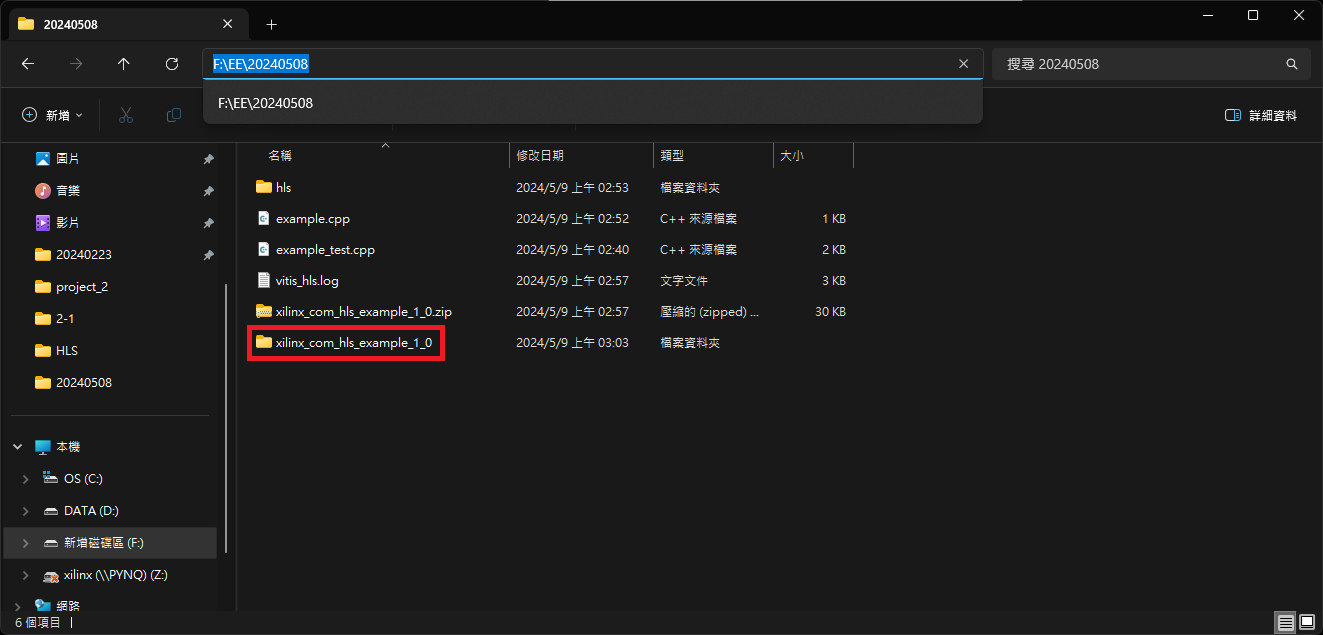 20240508
F:\EE\20240508
搜尋 20240508
F:\EE\20240508
新增
詳細資料
圖片
音樂
影片
20240223
project_2
2-1
HLS
20240508
本機
OS (C:)
DATA (D:)
新增磁碟區 (F:)
xilinx (\\PYNQ) (Z:)
網路
名稱 修改日期 類型 大小
hls 2024/5/9 上午 02:53 檔案資料夾
example.cpp 2024/5/9 上午 02:52 C++ 來源檔案 1 KB
example_test.cpp 2024/5/9 上午 02:40 C++ 來源檔案 2 KB
vitis_hls.log 2024/5/9 上午 02:57 文字文件 3 KB
xilinx_com_hls_example_1_0.zip 2024/5/9 上午 02:57 壓縮的 (zipped) ... 30 KB
xilinx_com_hls_example_1_0 2024/5/9 上午 03:03 檔案資料夾
6 個項目